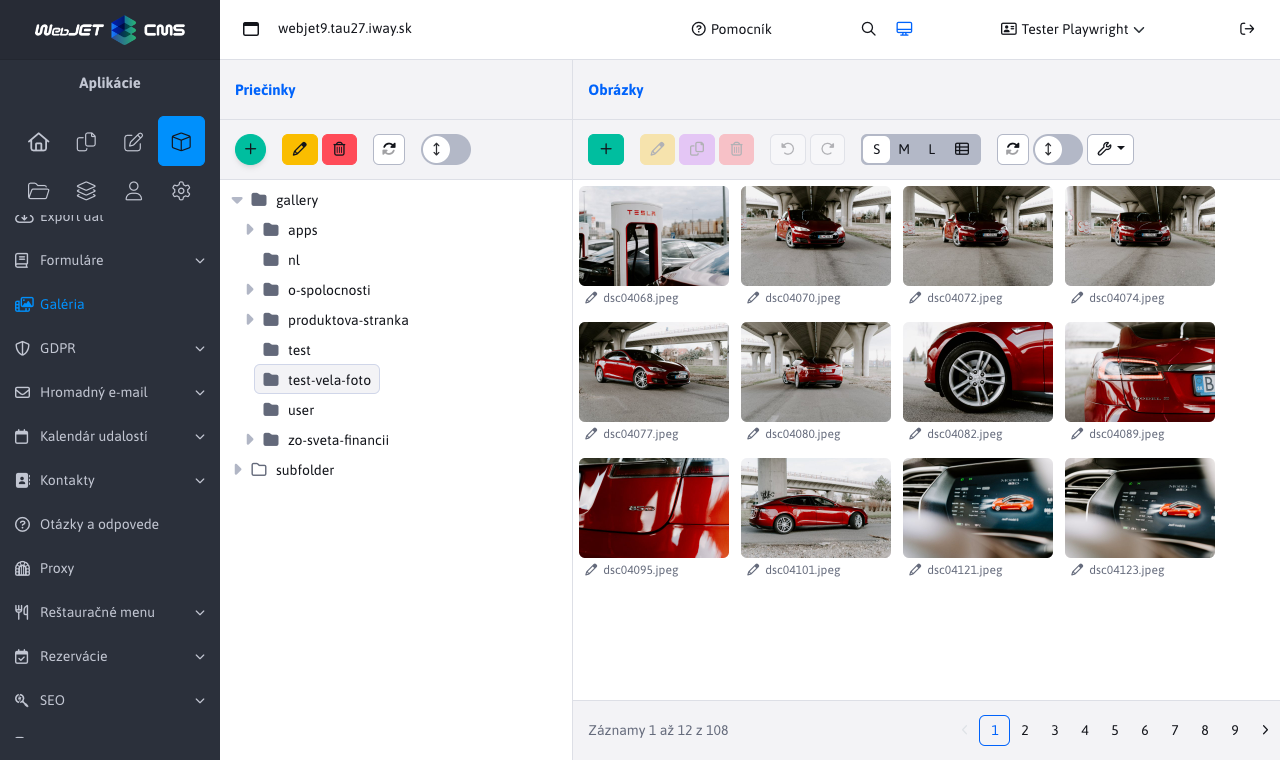 WebJET CMS
webjet9.tau27.iway.sk
Pomocník
Tester Playwright
Aplikácie
Export dát
Formuláre
Galéria
GDPR
Hromadný e-mail
Kalendár udalostí
Kontakty
Otázky a odpovede
Proxy
Reštauračné menu
Rezervácie
SEO
Priečinky
gallery
apps
nl
o-spolocnosti
produktova-stranka
test
test-vela-foto
user
zo-sveta-financii
subfolder
Obrázky
S M L
TESLA
dsc04068.jpeg
dsc04070.jpeg
dsc04072.jpeg
dsc04074.jpeg
dsc04077.jpeg
dsc04080.jpeg
dsc04082.jpeg
dsc04089.jpeg
dsc04095.jpeg
dsc04101.jpeg
dsc04121.jpeg
dsc04123.jpeg
Záznamy 1 až 12 z 108
1 2 3 4 5 6 7 8 9